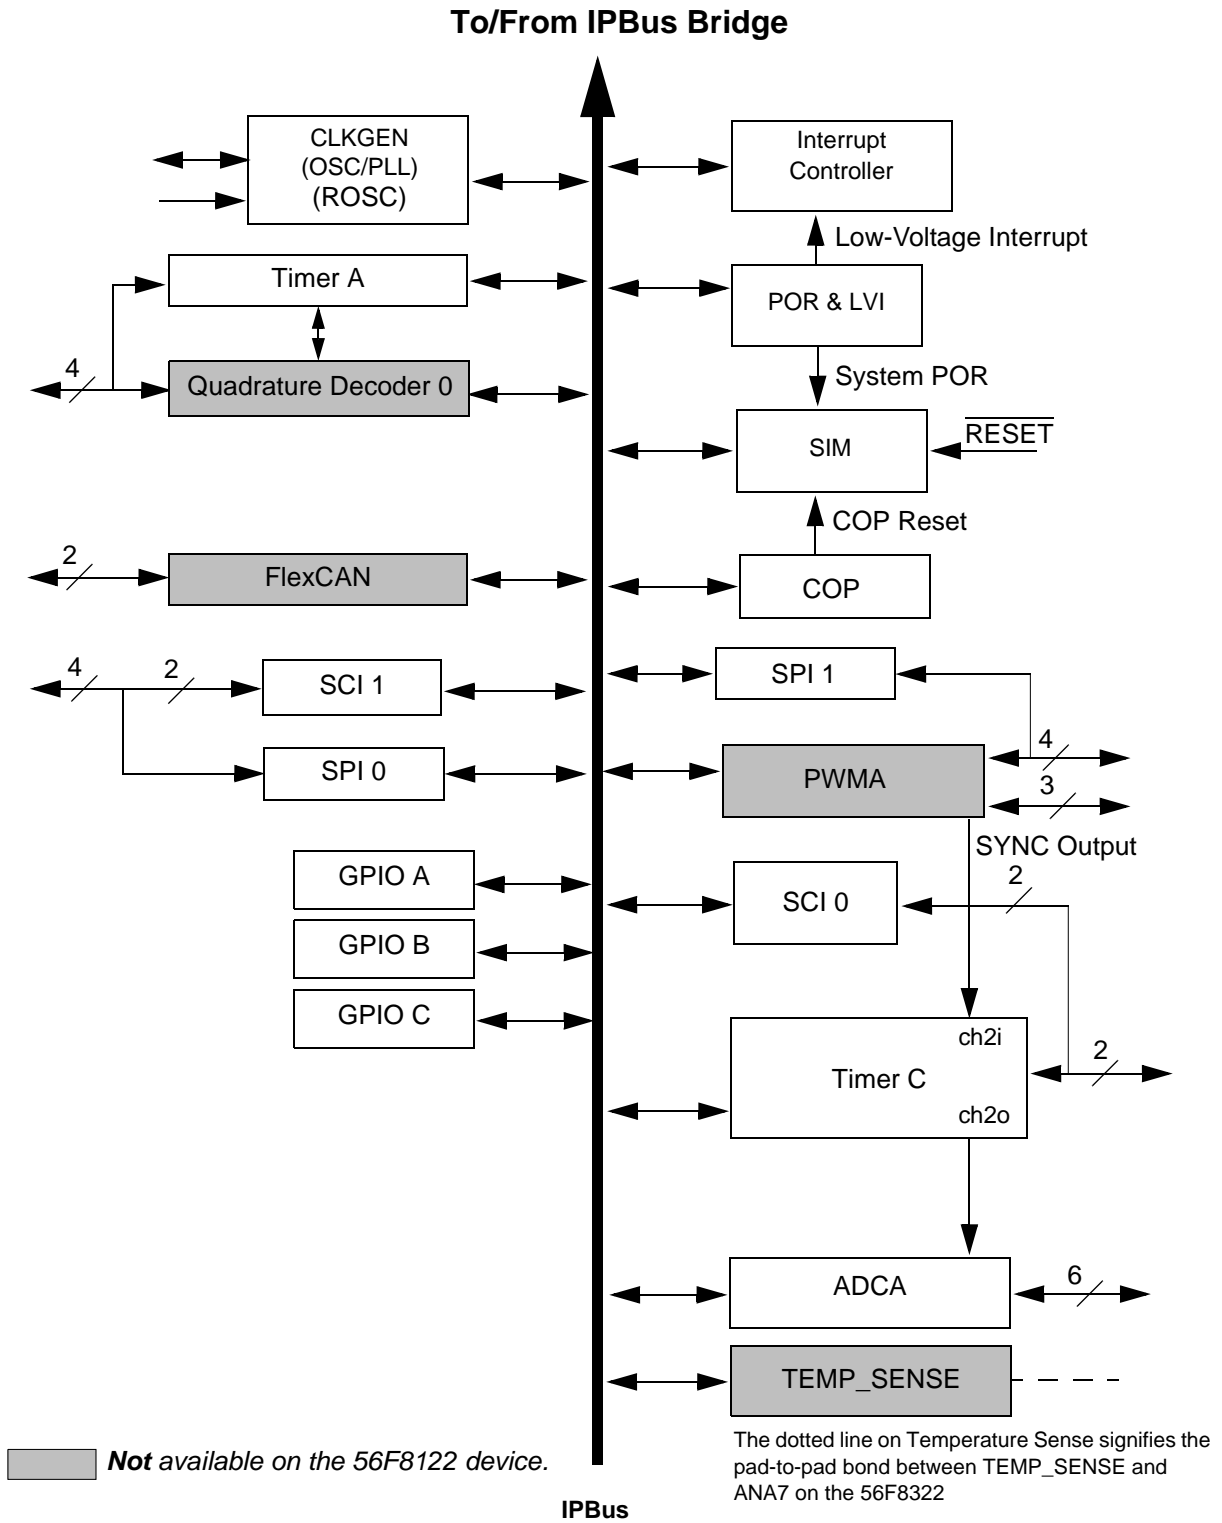 To/From IPBus Bridge
CLKGEN
(OSC/PLL)
(ROSC)
Interrupt
Controller
Low-Voltage Interrupt
Timer A
POR & LVI
4
Quadrature Decoder 0
System POR
SIM
RESET
COP Reset
2
FlexCAN
COP
4
2
SCI 1
SPI 1
SPI 0
4
PWMA
3
SYNC Output
GPIO A
2
SCI 0
GPIO B
GPIO C
ch2i
Timer C
2
ch2o
ADCA
6
TEMP_SENSE
Not available on the 56F8122 device.
The dotted line on Temperature Sense signifies the
pad-to-pad bond between TEMP_SENSE and
ANA7 on the 56F8322
IPBus